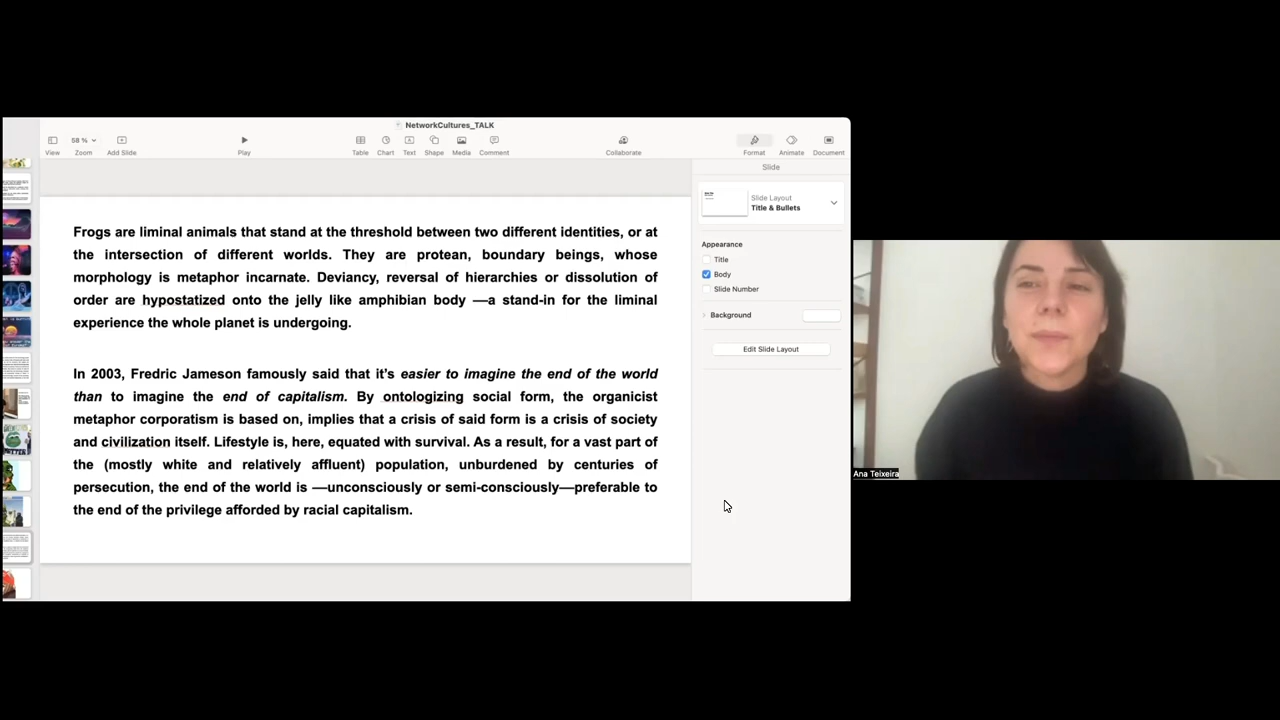 NetworkCultures_TALK
View
58 %
Zoom
Add Slide
Play
Table
Chart
Text
Shape
Media
Comment
Collaborate
Format
Animate
Document
Slide
Slide Layout
Title & Bullets
Appearance
Title
Body
Slide Number
Background
Edit Slide Layout
Frogs are liminal animals that stand at the threshold between two different identities, or at
the intersection of different worlds. They are protean, boundary beings, whose
morphology is metaphor incarnate. Deviancy, reversal of hierarchies or dissolution of
order are hypostatized onto the jelly like amphibian body —a stand-in for the liminal
experience the whole planet is undergoing.
In 2003, Fredric Jameson famously said that it’s easier to imagine the end of the world
than to imagine the end of capitalism. By ontologizing social form, the organicist
metaphor corporatism is based on, implies that a crisis of said form is a crisis of society
and civilization itself. Lifestyle is, here, equated with survival. As a result, for a vast part of
the (mostly white and relatively affluent) population, unburdened by centuries of
persecution, the end of the world is —unconsciously or semi-consciously—preferable to
the end of the privilege afforded by racial capitalism.
Ana Teixeira